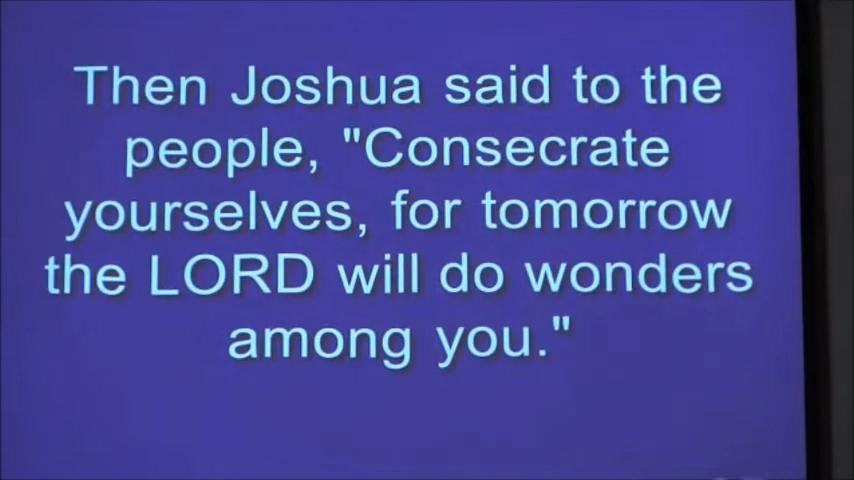 Then Joshua said to the
people, "Consecrate
yourselves, for tomorrow
the LORD will do wonders
among you."